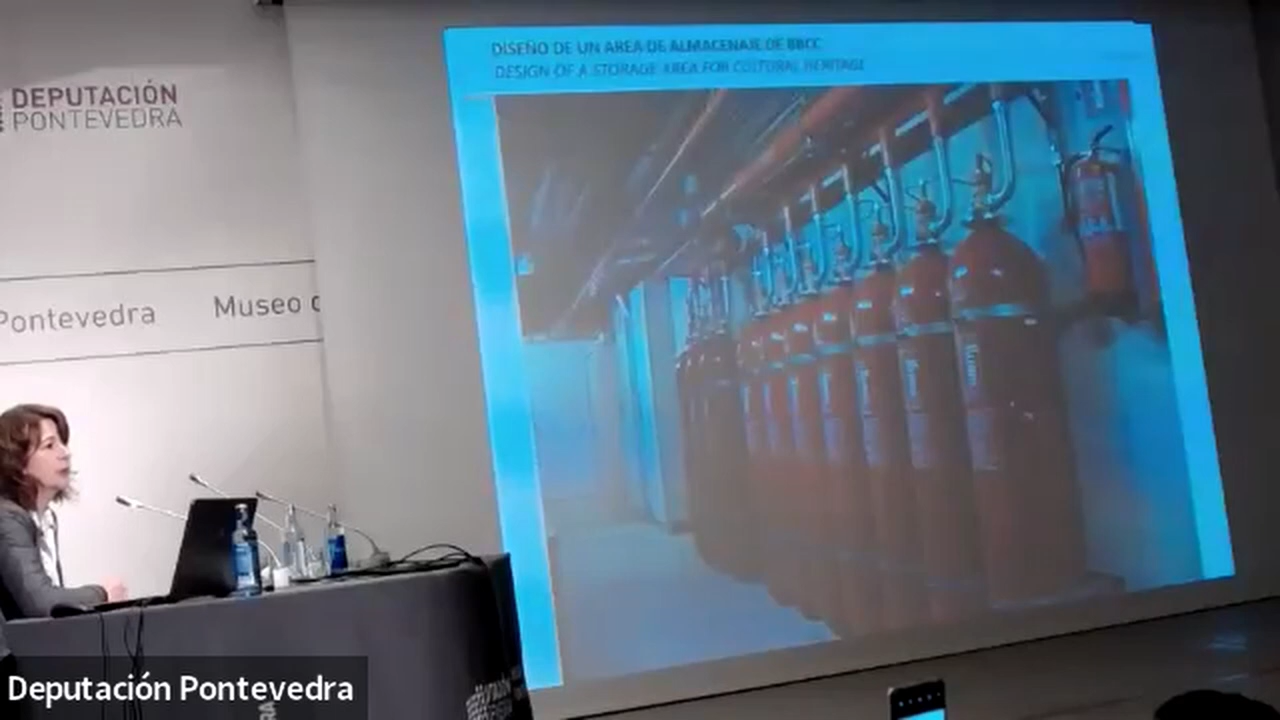 DISEÑO DE UN AREA DE ALMACENAJE DE BBCC
DESIGN OF A STORAGE AREA FOR CULTURAL HERITAGE
DEPUTACIÓN
PONTEVEDRA
Pontevedra Museo
Deputación Pontevedra